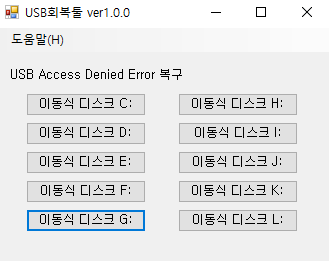 USB회복툴 ver1.0.0
도움말(H)
USB Access Denied Error 복구
이동식 디스크 C: 이동식 디스크 H:
이동식 디스크 D: 이동식 디스크 I:
이동식 디스크 E: 이동식 디스크 J:
이동식 디스크 F: 이동식 디스크 K:
이동식 디스크 G: 이동식 디스크 L: